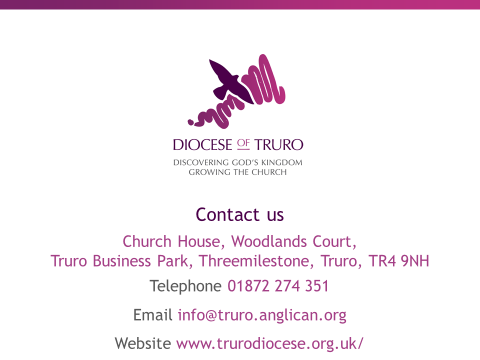 DIOCESE OF TRURO
DISCOVERING GOD'S KINGDOM
GROWING THE CHURCH
Contact us
Church House, Woodlands Court,
Truro Business Park, Threemilestone, Truro, TR4 9NH
Telephone 01872 274 351
Email info@truro.anglican.org
Website www.trurodiocese.org.uk/